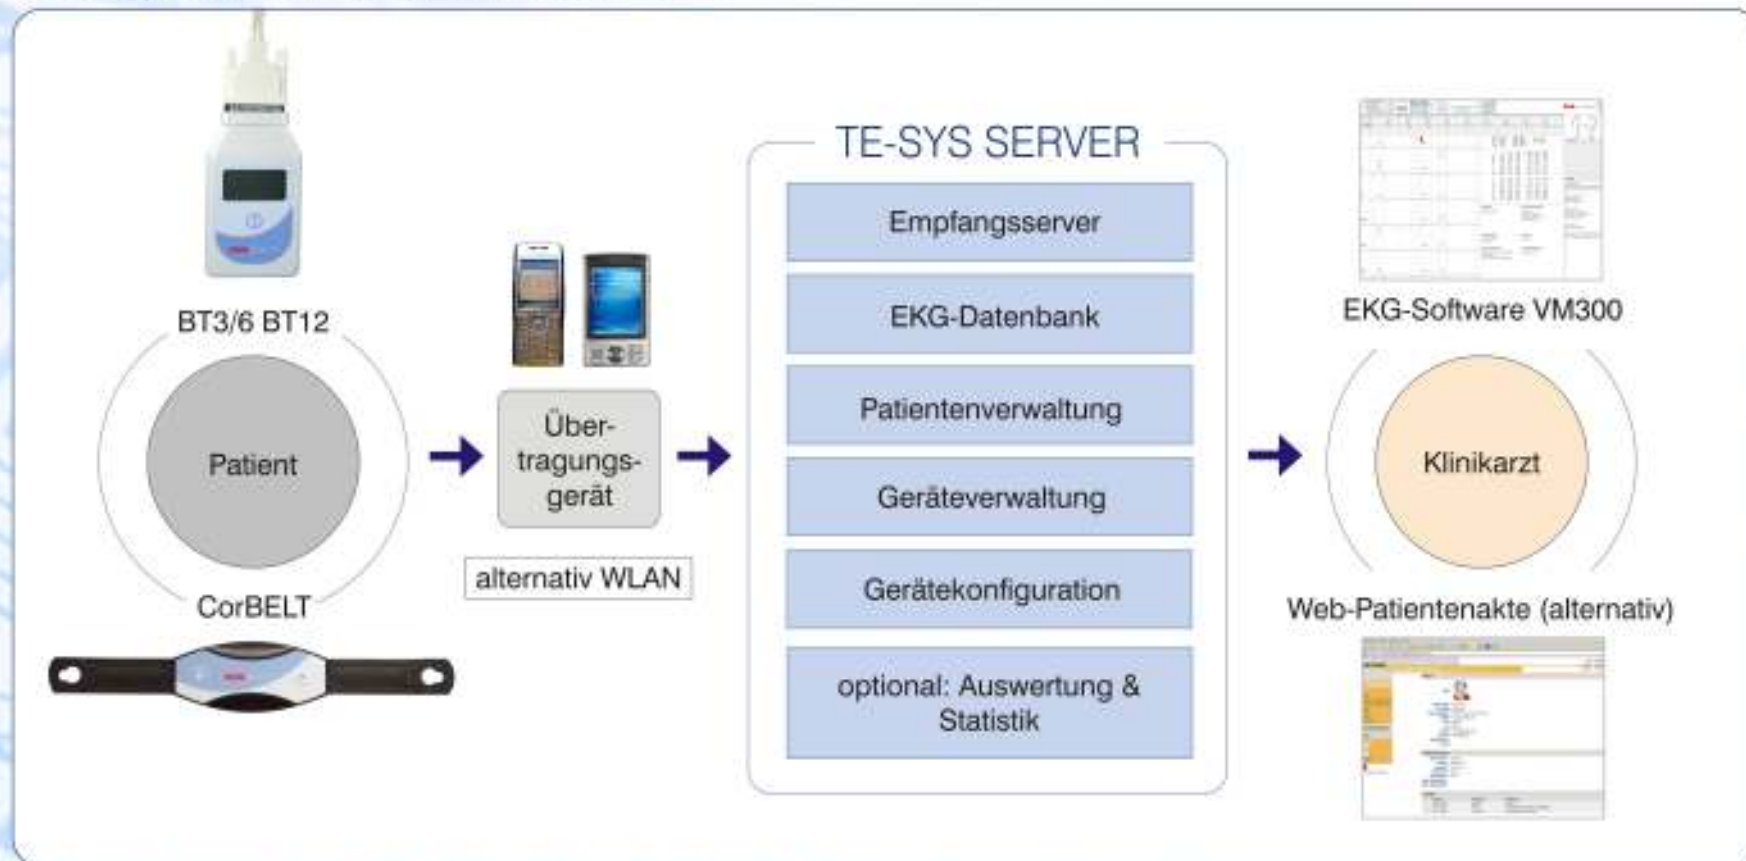 BT3/6 BT12
Patient
CorBELT
Über-
tragungs-
gerät
alternativ WLAN
TE-SYS SERVER
Empfangsserver
EKG-Datenbank
Patientenverwaltung
Geräteverwaltung
Gerätekonfiguration
optional: Auswertung &
Statistik
EKG-Software VM300
Klinikarzt
Web-Patientenakte (alternativ)